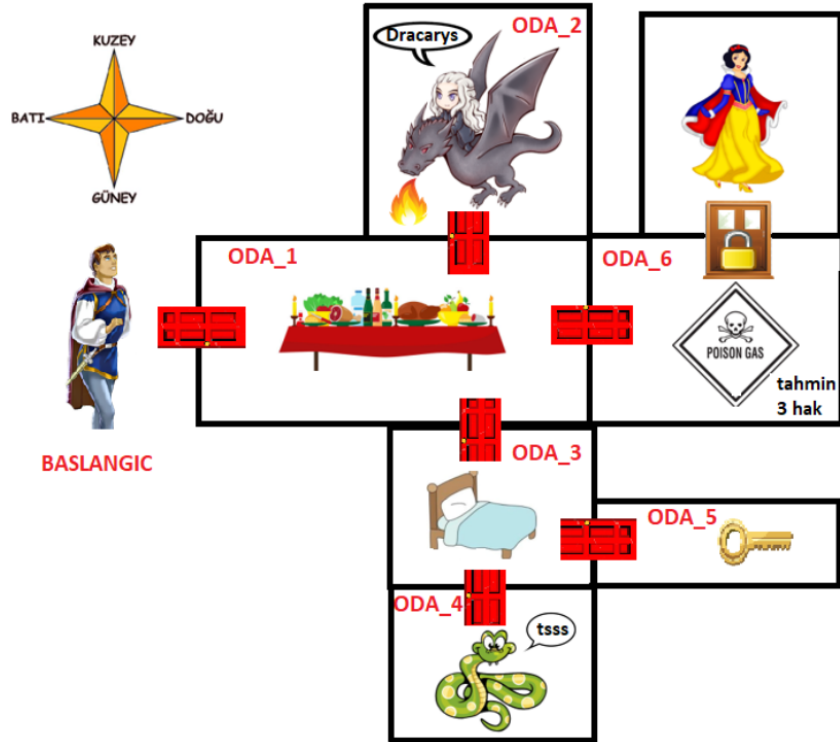 KUZEY
BATI
DOĞU
GÜNEY
Dracarys
ODA_2
ODA_1
ODA_6
POISON GAS
tahmin
3 hak
BASLANGIC
ODA_3
ODA_5
ODA_4
tsss